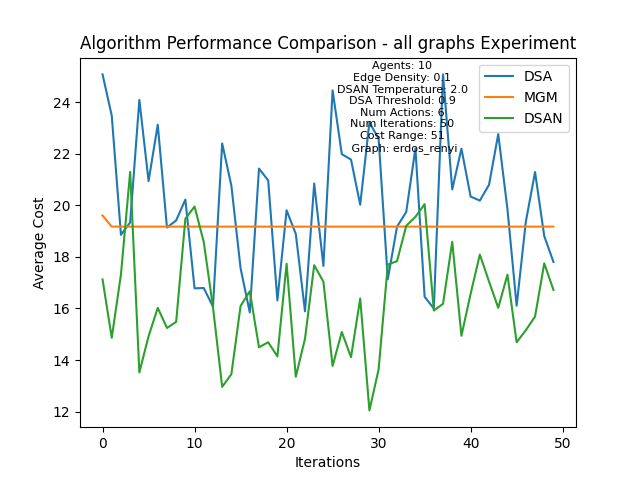 Algorithm Performance Comparison - all graphs Experiment
Agents: 10
Edge Density: 0.1
DSAN Temperature: 2.0
DSA Threshold: 0.9
Num Actions: 6
Num Iterations: 50
Cost Range: 51
Graph: erdos_renyi
DSA
MGM
DSAN
Average Cost
24
22
20
18
16
14
12
0
10
20
30
40
50
Iterations